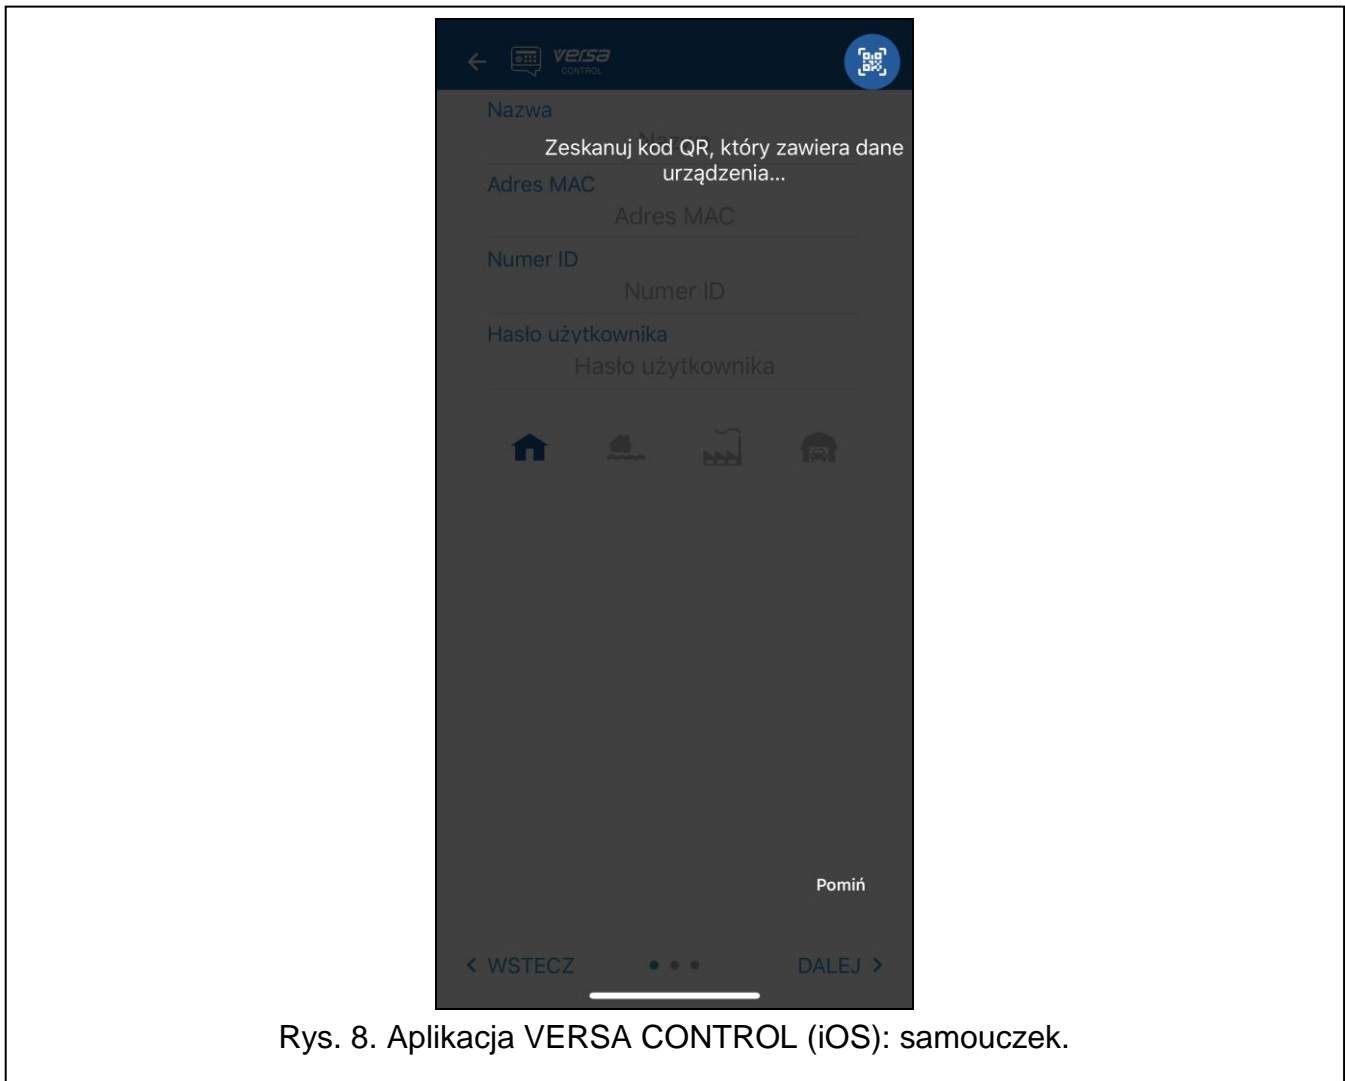 versa
CONTROL
Nazwa
Nazwa
Zeskanuj kod QR, który zawiera dane
urządzenia...
Adres MAC
Adres MAC
Numer ID
Numer ID
Hasło użytkownika
Hasło użytkownika
Pomiń
WSTECZ
DALEJ
Rys. 8. Aplikacja VERSA CONTROL (iOS): samouczek.